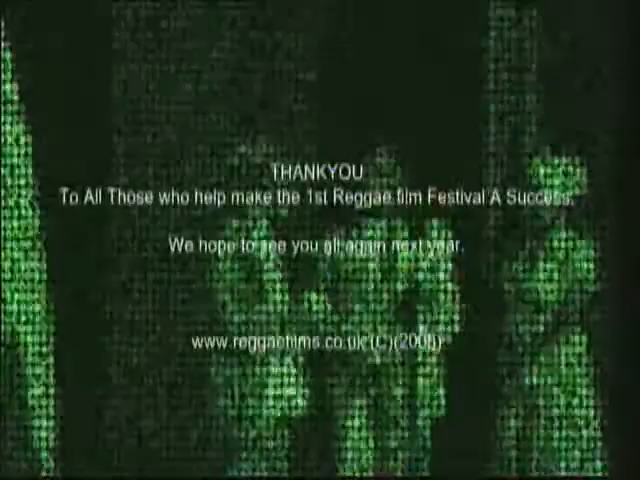 THANKYOU
To All Those who help make the 1st Reggae film Festival A Success.
We hope to see you all again next year.
www.reggaefilms.co.uk (C)